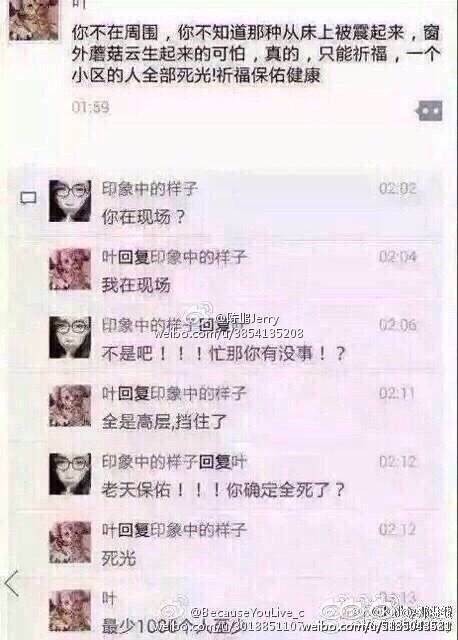 叶
你不在周围，你不知道那种从床上被震起来，窗
外蘑菇云生起来的可怕，真的，只能祈福，一个
小区的人全部死光!祈福保佑健康
01:59
印象中的样子 02:02
你在现场？
叶回复印象中的样子 02:04
我在现场
@陈鹏Jerry
weibo.com/u/3854135208
印象中的样子回复叶 02:06
不是吧！！！忙那你有没事！？
叶回复印象中的样子 02:11
全是高层,挡住了
印象中的样子回复叶 02:12
老天保佑！！！你确定全死了？
叶回复印象中的样子 02:12
死光
叶 02:13
@BecauseYouLive_c
最少1000个人